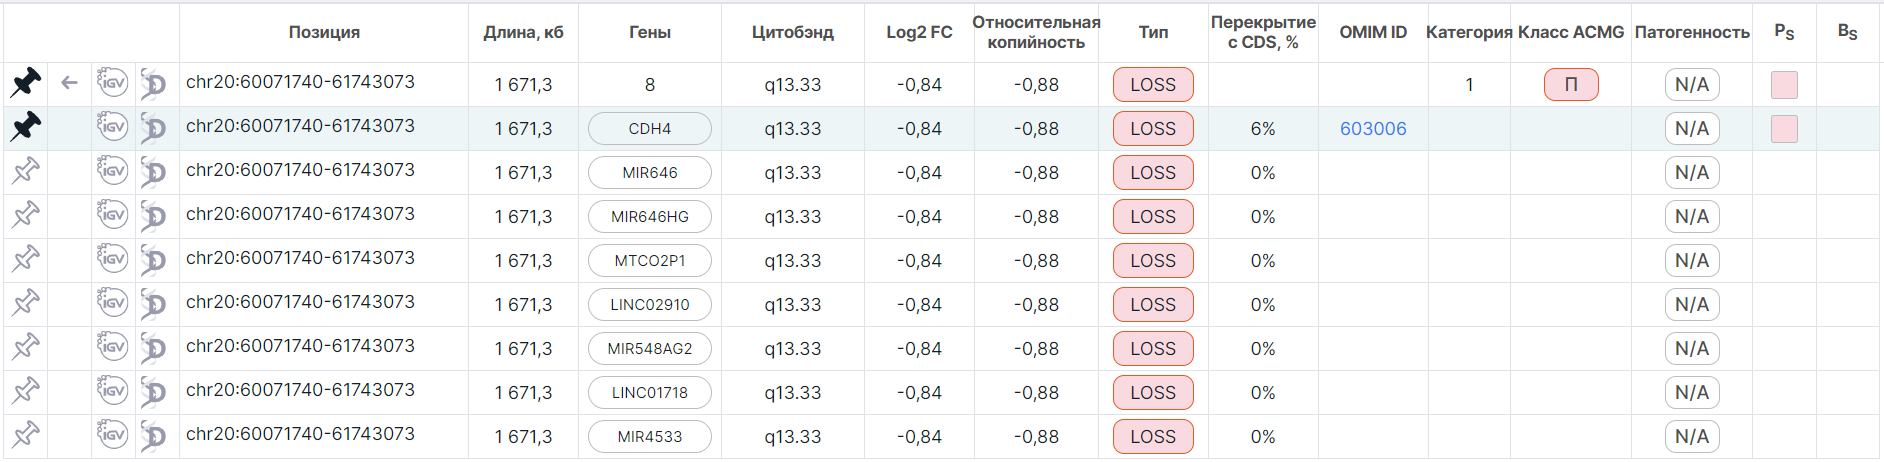 Позиция Длина, кб Гены Цитобэнд Log2 FC Относительная копийность Тип Перекрытие с CDS, % OMIM ID Категория Класс ACMG Патогенность PS BS
IGV D chr20:60071740-61743073 1 671,3 8 q13.33 -0,84 -0,88 LOSS 1 П N/A
IGV D chr20:60071740-61743073 1 671,3 CDH4 q13.33 -0,84 -0,88 LOSS 6% 603006 N/A
IGV D chr20:60071740-61743073 1 671,3 MIR646 q13.33 -0,84 -0,88 LOSS 0% N/A
IGV D chr20:60071740-61743073 1 671,3 MIR646HG q13.33 -0,84 -0,88 LOSS 0% N/A
IGV D chr20:60071740-61743073 1 671,3 MTCO2P1 q13.33 -0,84 -0,88 LOSS 0% N/A
IGV D chr20:60071740-61743073 1 671,3 LINC02910 q13.33 -0,84 -0,88 LOSS 0% N/A
IGV D chr20:60071740-61743073 1 671,3 MIR548AG2 q13.33 -0,84 -0,88 LOSS 0% N/A
IGV D chr20:60071740-61743073 1 671,3 LINC01718 q13.33 -0,84 -0,88 LOSS 0% N/A
IGV D chr20:60071740-61743073 1 671,3 MIR4533 q13.33 -0,84 -0,88 LOSS 0% N/A